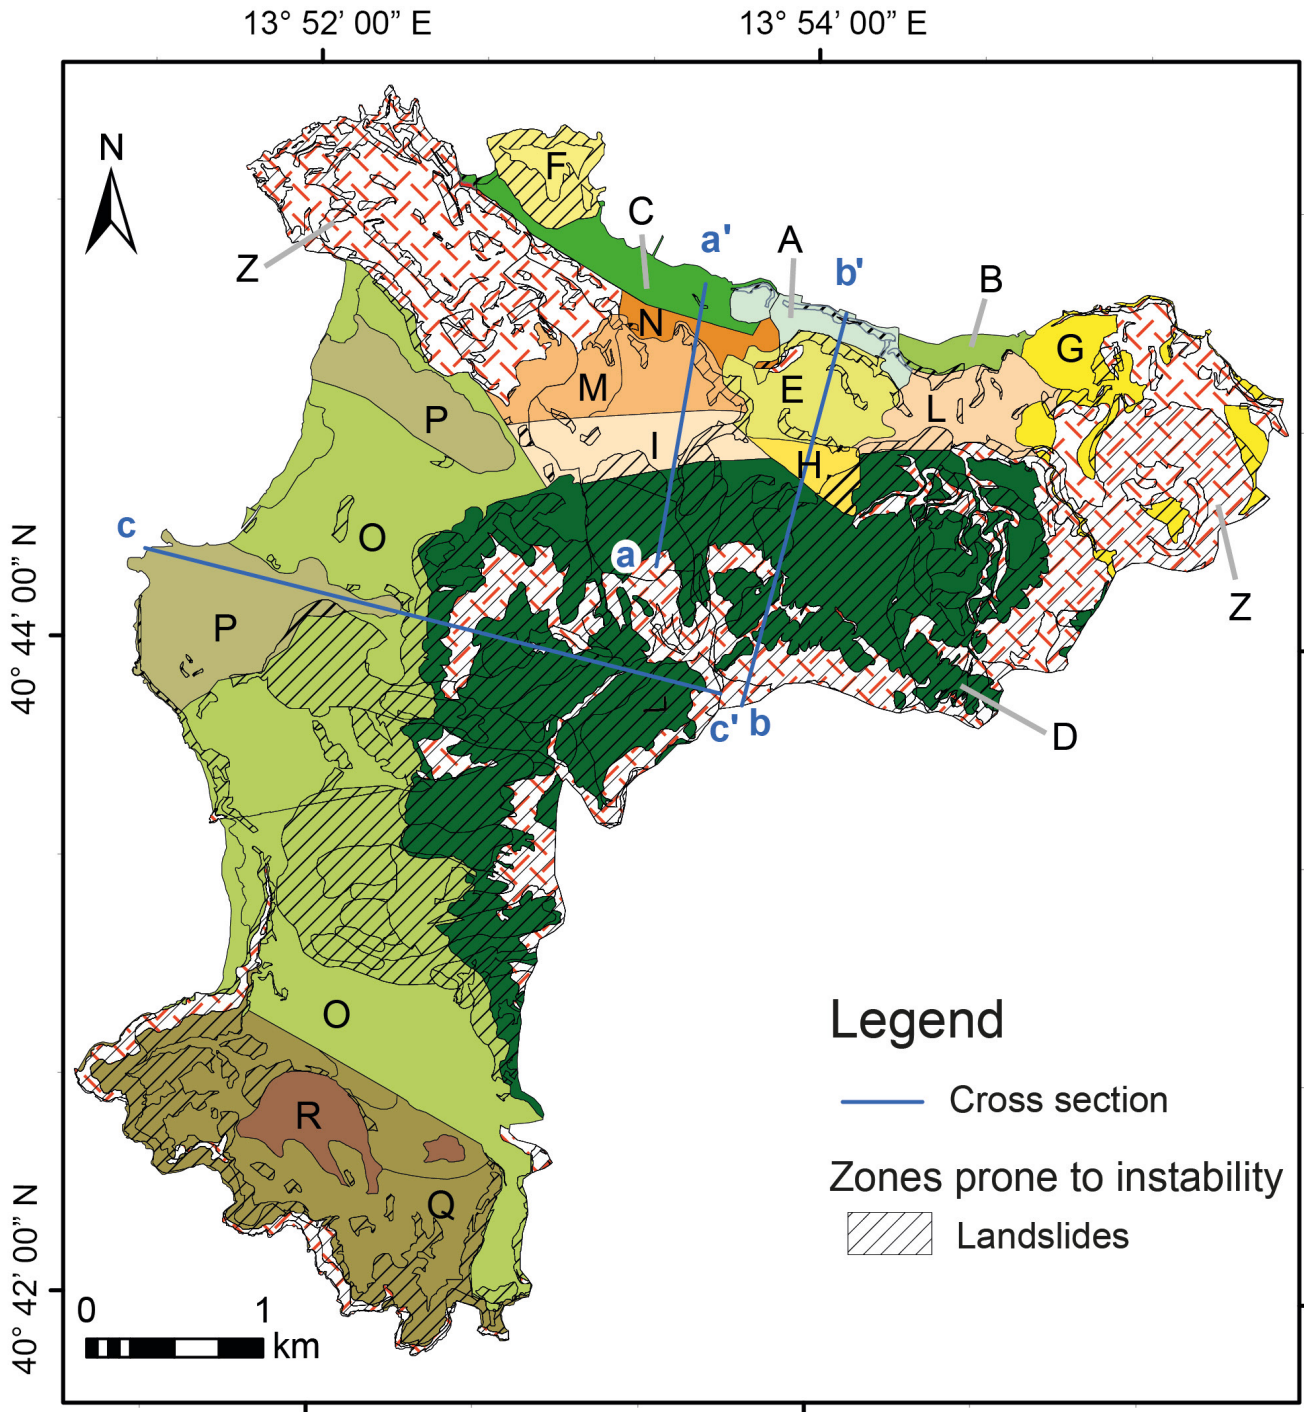 13° 52’ 00” E
13° 54’ 00” E
N
F
C
a'
A
b'
B
Z
N
G
E
M
L
P
I
H
c
O
a
40° 44’ 00” N
P
Z
L
c'
b
D
O
Legend
Cross section
R
Zones prone to instability
Q
Landslides
40° 42’ 00” N
0
1
km